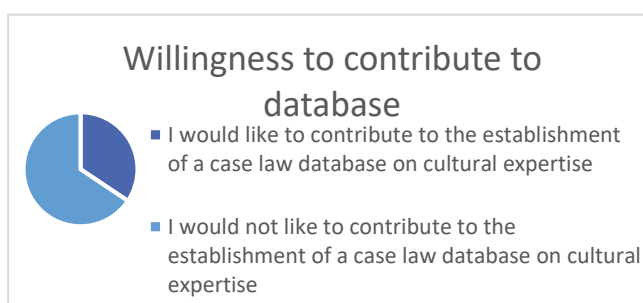 Willingness to contribute to
database
I would like to contribute to the establishment
of a case law database on cultural expertise
I would not like to contribute to the
establishment of a case law database on cultural
expertise